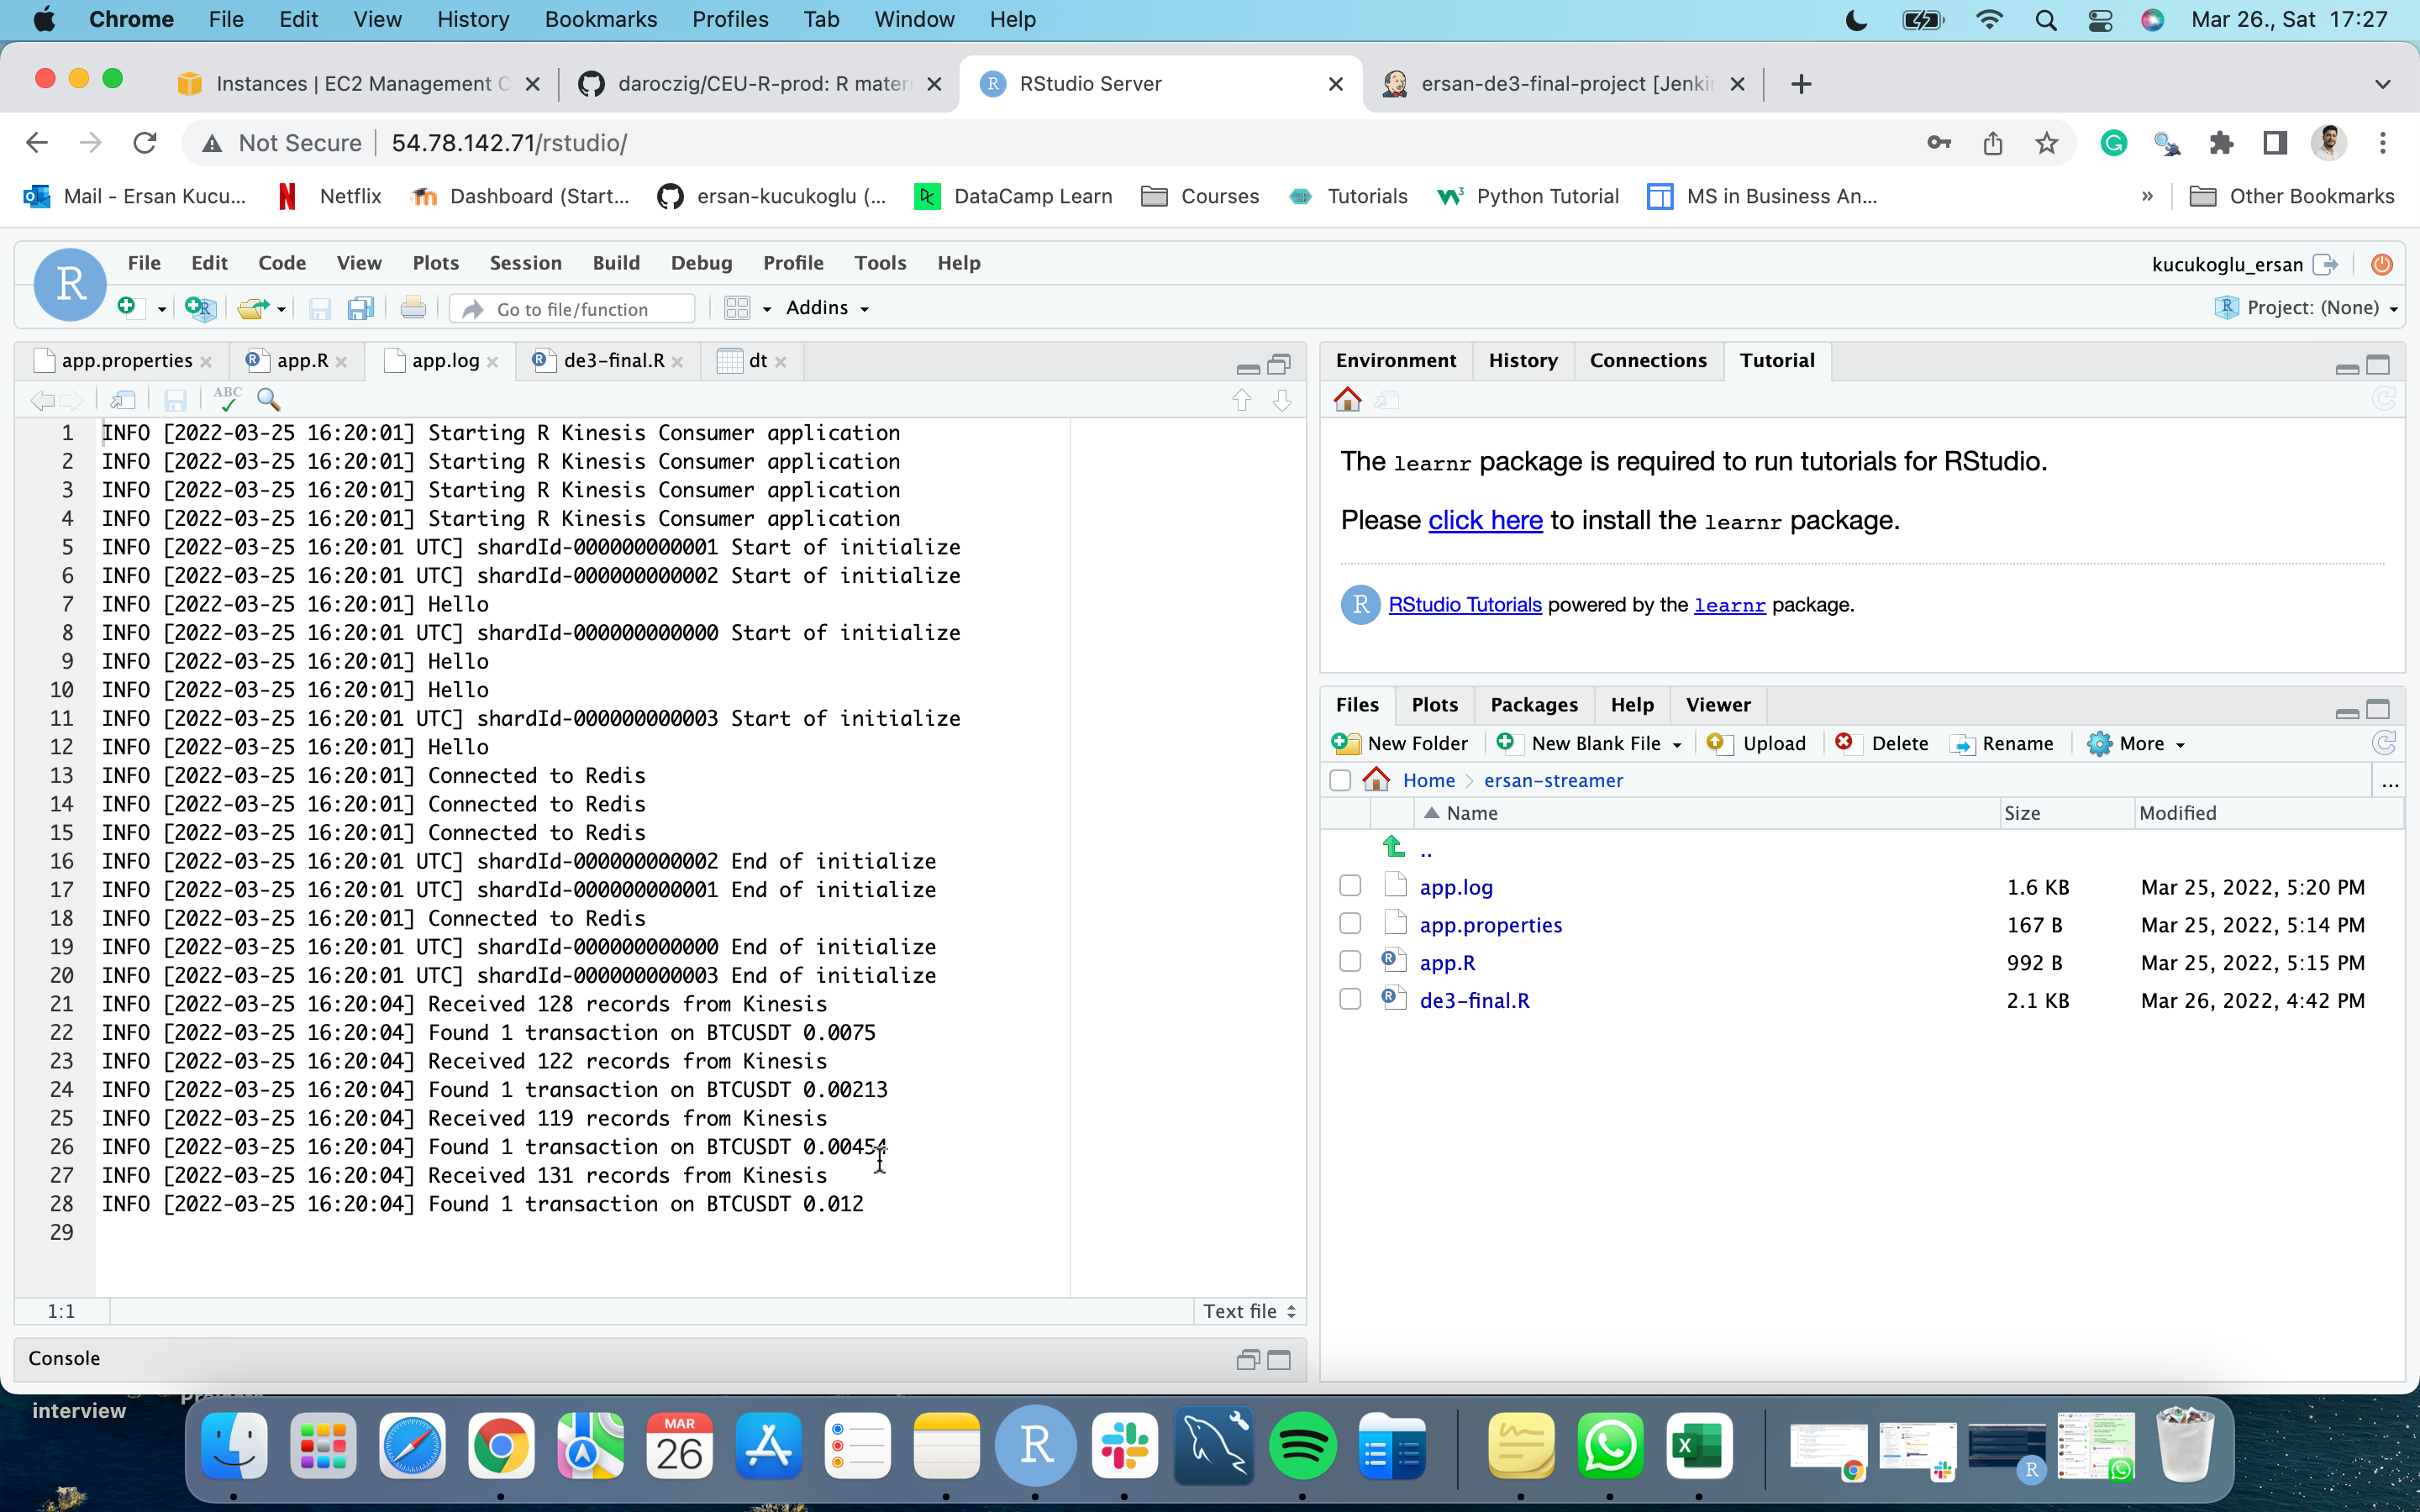 Chrome File Edit View History Bookmarks Profiles Tab Window Help Mar 26., Sat 17:27
Instances | EC2 Management C daroczig/CEU-R-prod: R materi RStudio Server ersan-de3-final-project [Jenkin
Not Secure 54.78.142.71/rstudio/
Mail - Ersan Kucu... Netflix Dashboard (Start... ersan-kucukoglu (... DataCamp Learn Courses Tutorials Python Tutorial MS in Business An... » Other Bookmarks
File Edit Code View Plots Session Build Debug Profile Tools Help kucukoglu_ersan
Go to file/function Addins Project: (None)
app.properties app.R app.log de3-final.R dt
ABC
1 INFO [2022-03-25 16:20:01] Starting R Kinesis Consumer application
2 INFO [2022-03-25 16:20:01] Starting R Kinesis Consumer application
3 INFO [2022-03-25 16:20:01] Starting R Kinesis Consumer application
4 INFO [2022-03-25 16:20:01] Starting R Kinesis Consumer application
5 INFO [2022-03-25 16:20:01 UTC] shardId-000000000001 Start of initialize
6 INFO [2022-03-25 16:20:01 UTC] shardId-000000000002 Start of initialize
7 INFO [2022-03-25 16:20:01] Hello
8 INFO [2022-03-25 16:20:01 UTC] shardId-000000000000 Start of initialize
9 INFO [2022-03-25 16:20:01] Hello
10 INFO [2022-03-25 16:20:01] Hello
11 INFO [2022-03-25 16:20:01 UTC] shardId-000000000003 Start of initialize
12 INFO [2022-03-25 16:20:01] Hello
13 INFO [2022-03-25 16:20:01] Connected to Redis
14 INFO [2022-03-25 16:20:01] Connected to Redis
15 INFO [2022-03-25 16:20:01] Connected to Redis
16 INFO [2022-03-25 16:20:01 UTC] shardId-000000000002 End of initialize
17 INFO [2022-03-25 16:20:01 UTC] shardId-000000000001 End of initialize
18 INFO [2022-03-25 16:20:01] Connected to Redis
19 INFO [2022-03-25 16:20:01 UTC] shardId-000000000000 End of initialize
20 INFO [2022-03-25 16:20:01 UTC] shardId-000000000003 End of initialize
21 INFO [2022-03-25 16:20:04] Received 128 records from Kinesis
22 INFO [2022-03-25 16:20:04] Found 1 transaction on BTCUSDT 0.0075
23 INFO [2022-03-25 16:20:04] Received 122 records from Kinesis
24 INFO [2022-03-25 16:20:04] Found 1 transaction on BTCUSDT 0.00213
25 INFO [2022-03-25 16:20:04] Received 119 records from Kinesis
26 INFO [2022-03-25 16:20:04] Found 1 transaction on BTCUSDT 0.00454
27 INFO [2022-03-25 16:20:04] Received 131 records from Kinesis
28 INFO [2022-03-25 16:20:04] Found 1 transaction on BTCUSDT 0.012
29
1:1 Text file
Console
Environment History Connections Tutorial
The learnr package is required to run tutorials for RStudio.
Please click here to install the learnr package.
RStudio Tutorials powered by the learnr package.
Files Plots Packages Help Viewer
New Folder New Blank File Upload Delete Rename More
Home ersan-streamer ...
Name Size Modified
..
app.log 1.6 KB Mar 25, 2022, 5:20 PM
app.properties 167 B Mar 25, 2022, 5:14 PM
app.R 992 B Mar 25, 2022, 5:15 PM
de3-final.R 2.1 KB Mar 26, 2022, 4:42 PM
interview
MAR
26